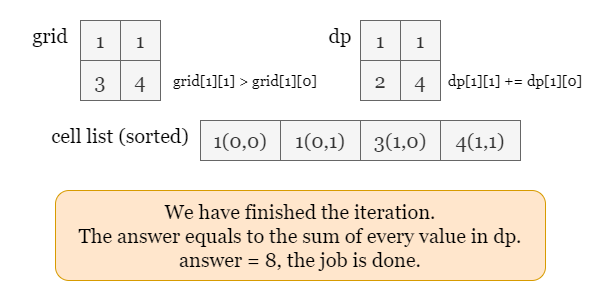 grid
1 1
3 4
grid[1][1] > grid[1][0]
dp
1 1
2 4
dp[1][1] += dp[1][0]
cell list (sorted)
1(0,0) 1(0,1) 3(1,0) 4(1,1)
We have finished the iteration.
The answer equals to the sum of every value in dp.
answer = 8, the job is done.